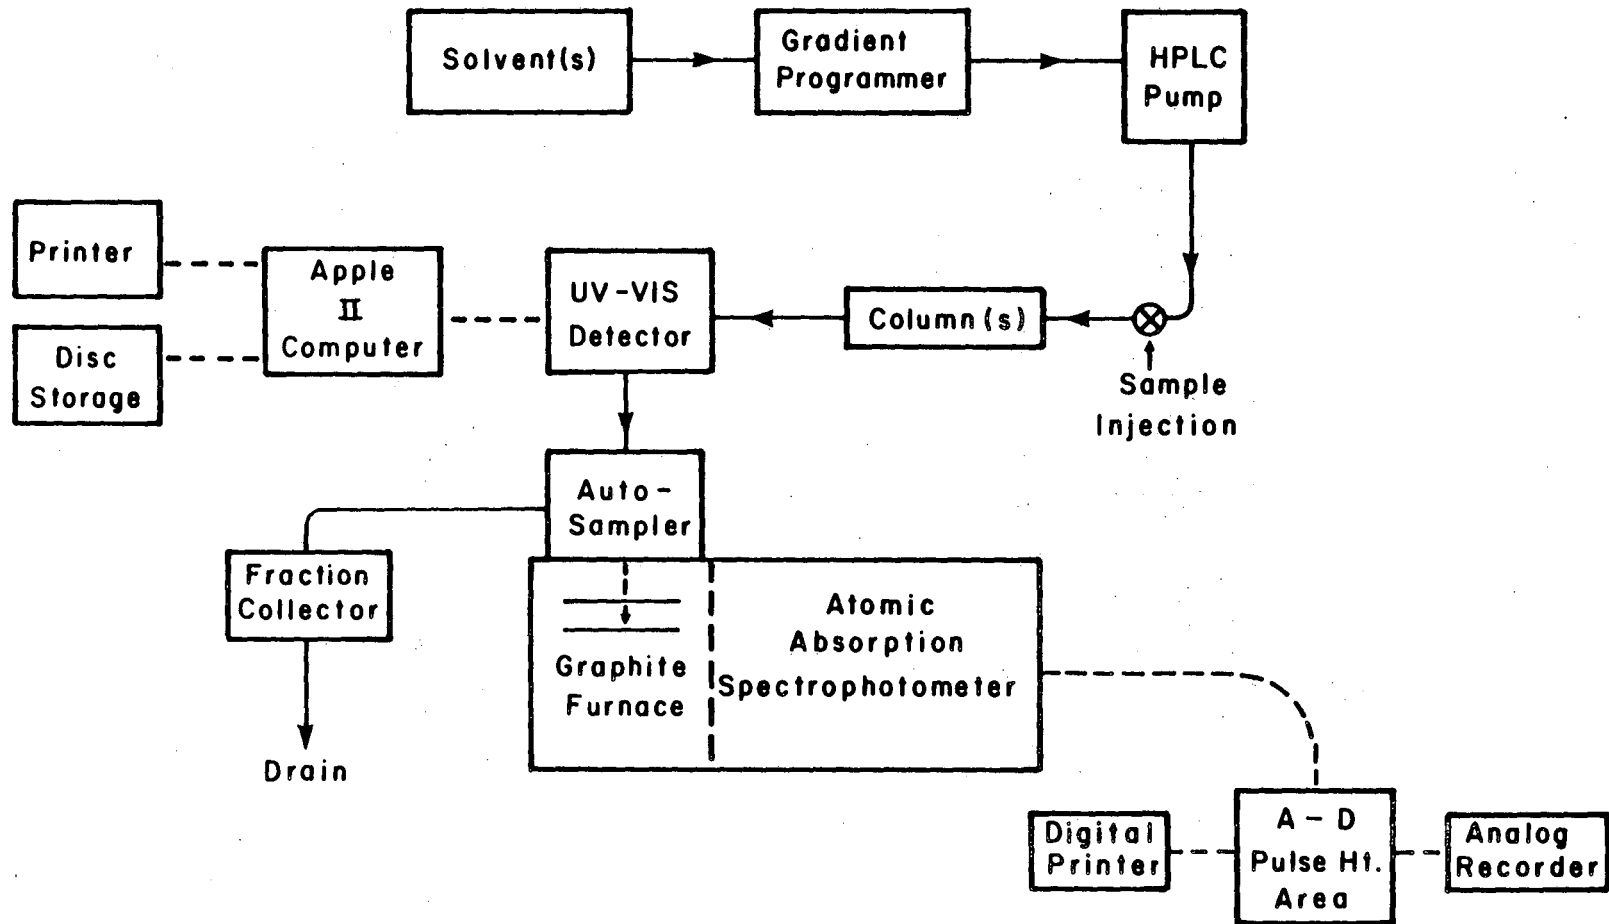 Solvent(s)
Gradient
Programmer
HPLC
Pump
Printer
Disc
Storage
Apple
II
Computer
UV-VIS
Detector
Column(s)
Sample
Injection
Auto-
Sampler
Fraction
Collector
Drain
Graphite
Furnace
Atomic
Absorption
Spectrophotometer
Digital
Printer
A-D
Pulse Ht.
Area
Analog
Recorder